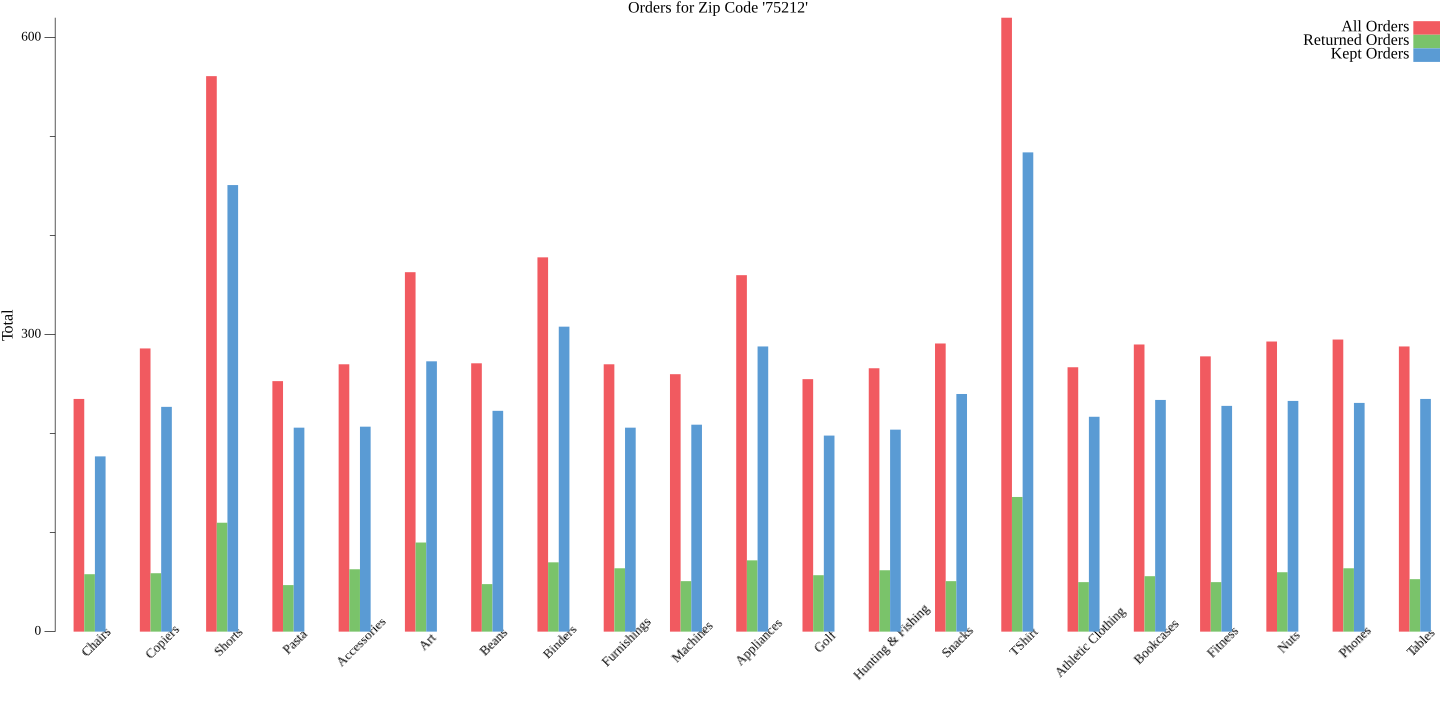 Orders for Zip Code '75212'
All Orders
Returned Orders
Kept Orders
Total
600
300
0
Chairs
Copiers
Shorts
Pasta
Accessories
Art
Beans
Binders
Furnishings
Machines
Appliances
Golf
Hunting & Fishing
Snacks
TShirt
Athletic Clothing
Bookcases
Fitness
Nuts
Phones
Tables